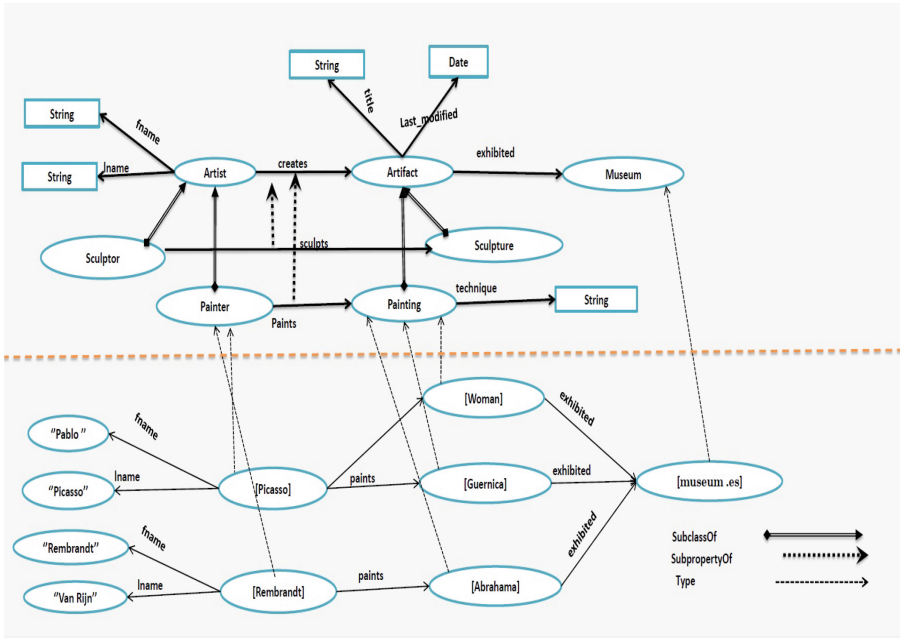 String
Date
title
Last_modified
String
fname
String
lname
Artist
creates
Artifact
exhibited
Museum
Sculptor
sculpts
Sculpture
Painter
Paints
Painting
technique
String
[Woman]
exhibited
"Pablo "
fname
"Picasso"
lname
[Picasso]
paints
[Guernica]
exhibited
[museum .es]
"Rembrandt"
fname
"Van Rijn"
lname
[Rembrandt]
paints
[Abrahama]
exhibited
SubclassOf
SubpropertyOf
Type